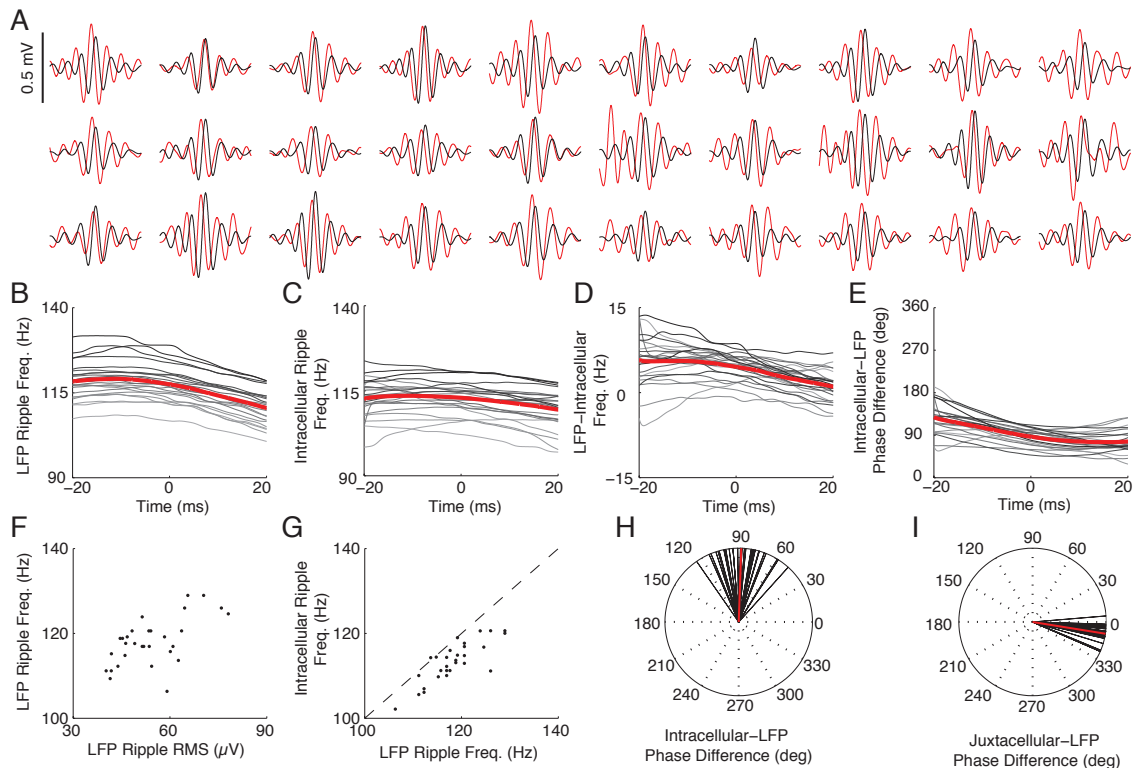 A
0.5 mV
B
LFP Ripple Freq. (Hz)
140
115
90
−20 0 20
Time (ms)
C
Intracellular Ripple
Freq. (Hz)
140
115
90
−20 0 20
Time (ms)
D
LFP−Intracellular
Freq. (Hz)
15
0
−15
−20 0 20
Time (ms)
E
Intracellular−LFP
Phase Difference (deg)
360
270
180
90
0
−20 0 20
Time (ms)
F
LFP Ripple Freq. (Hz)
140
120
100
30 60 90
LFP Ripple RMS (µV)
G
Intracellular Ripple
Freq. (Hz)
140
120
100
100 120 140
LFP Ripple Freq. (Hz)
H
90
120 60
150 30
180 0
210 330
240 300
270
Intracellular−LFP
Phase Difference (deg)
I
90
120 60
150 30
180 0
210 330
240 300
270
Juxtacellular−LFP
Phase Difference (deg)